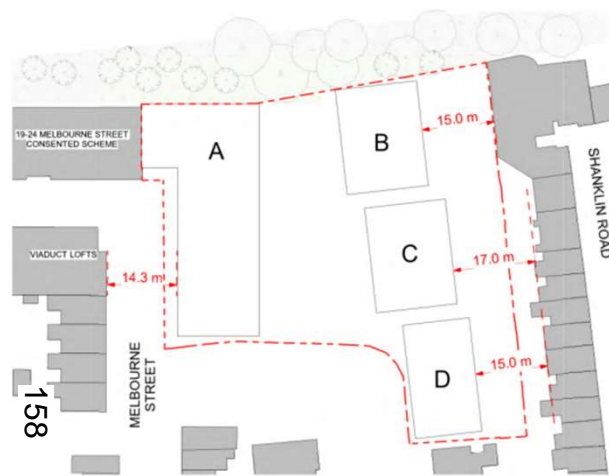 19-24 MELBOURNE STREET
CONSENTED SCHEME
A
B
15.0 m
SHANKLIN ROAD
VIADUCT LOFTS
14.3 m
C
17.0 m
MELBOURNE
STREET
D
15.0 m
158